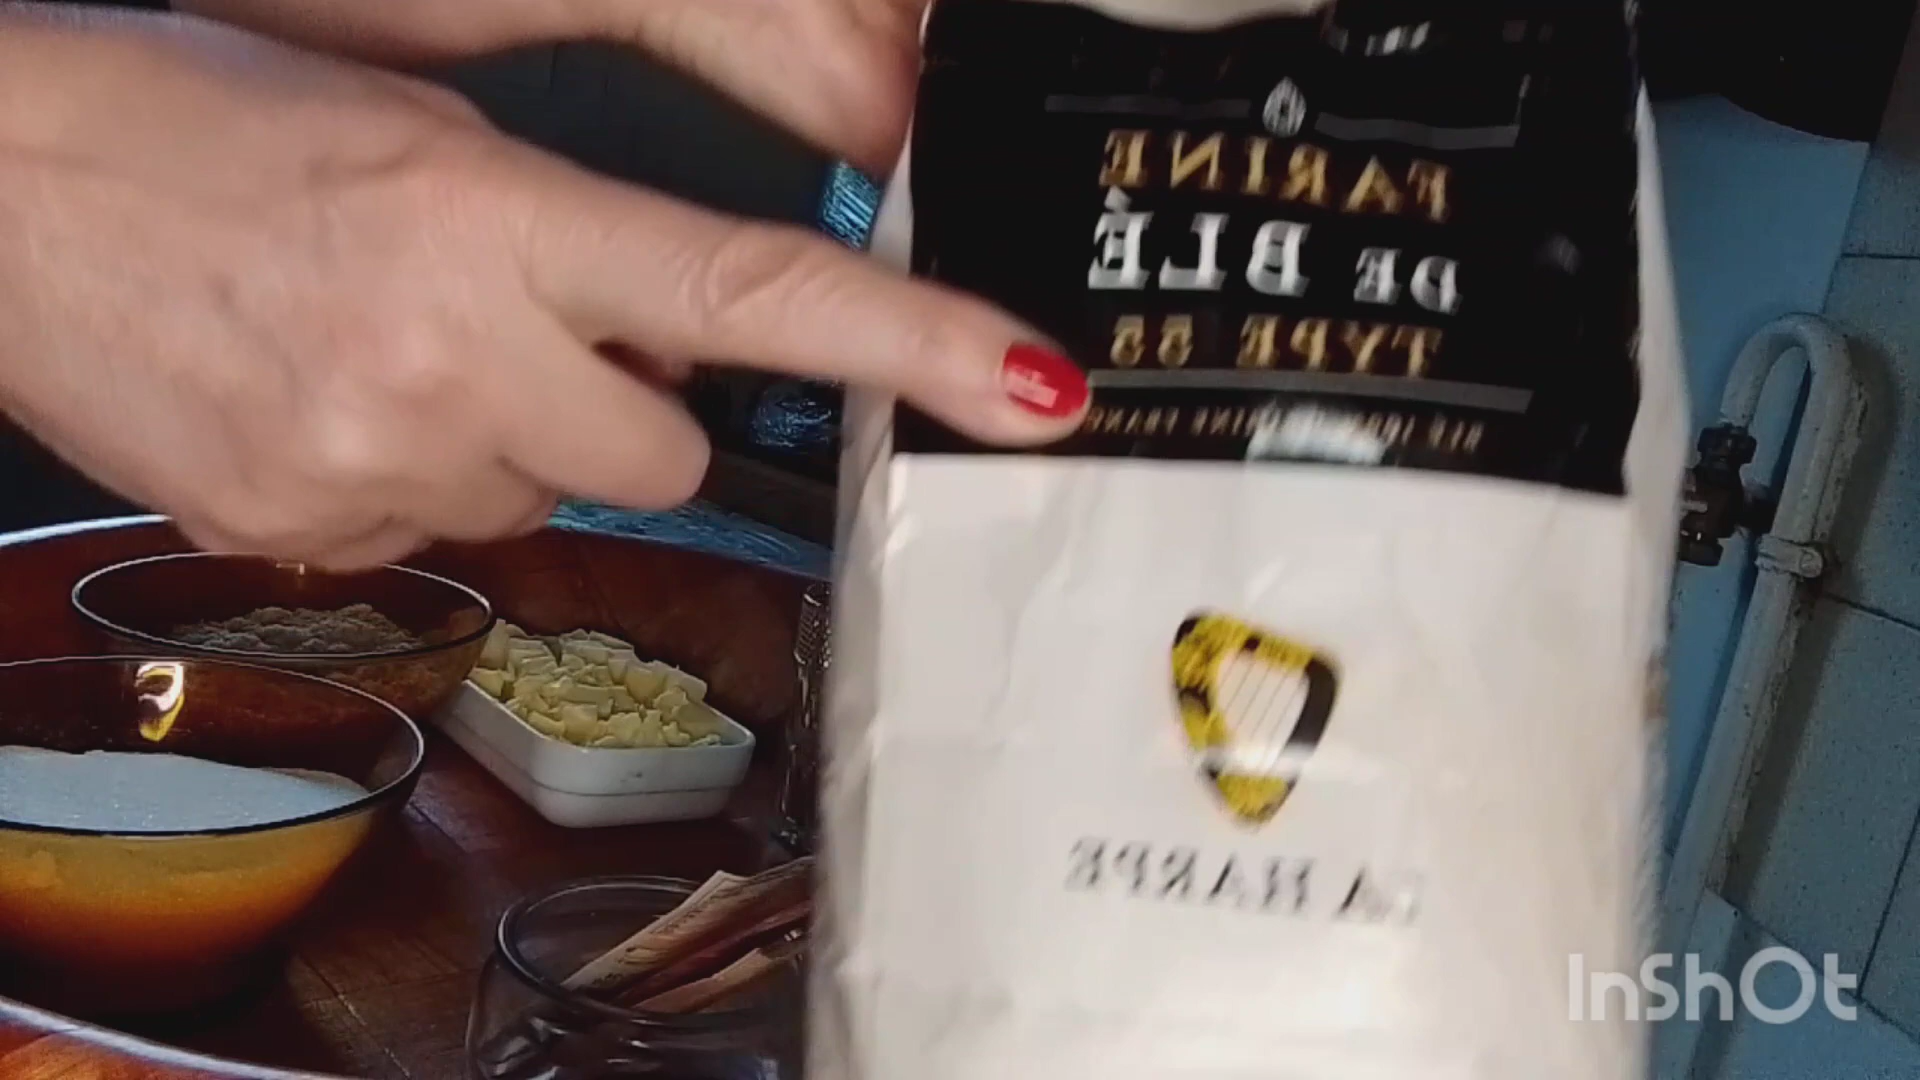 FARINE
DE BLÉ
TYPE 55
LA HARPE
InShOt